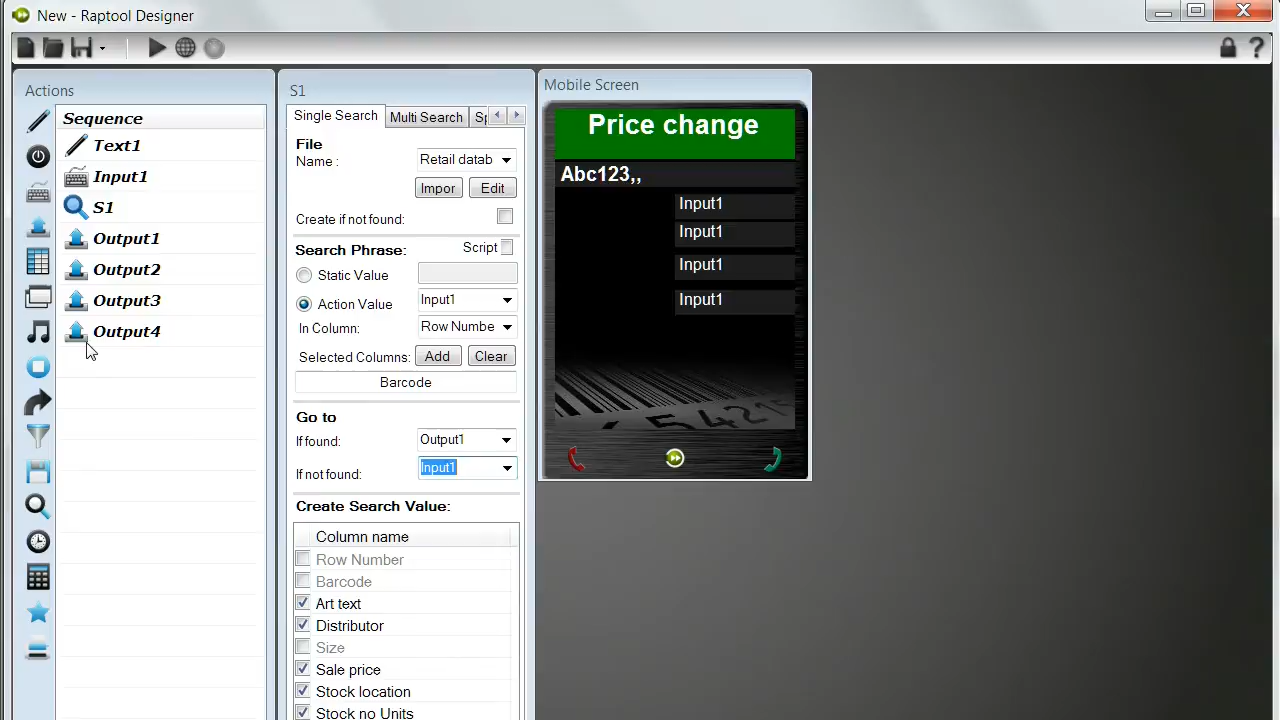 New - Raptool Designer
Actions
Sequence
Text1
Input1
S1
Output1
Output2
Output3
Output4
S1
Single Search
Multi Search
Sp
File
Name :
Retail datab
Impor
Edit
Create if not found:
Search Phrase:
Script
Static Value
Action Value
Input1
In Column:
Row Numbe
Selected Columns:
Add
Clear
Barcode
Go to
If found:
Output1
If not found:
Input1
Create Search Value:
Column name
Row Number
Barcode
Art text
Distributor
Size
Sale price
Stock location
Stock no Units
Mobile Screen
Price change
Abc123,,
Input1
Input1
Input1
Input1